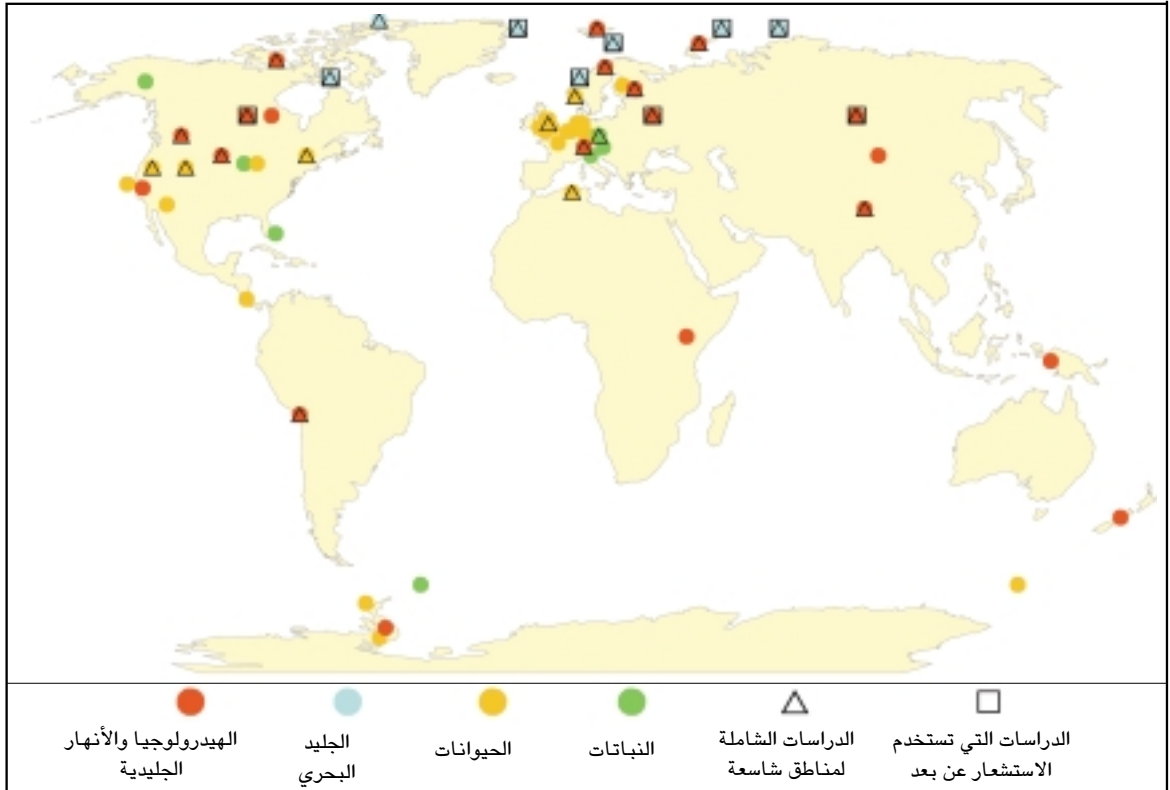 الدراسات التي تستخدم
الاستشعار عن بعد
الدراسات الشاملة
لمناطق شاسعة
النباتات
الحيوانات
الجليد
البحري
الهيدرولوجيا والأنهار
الجليدية